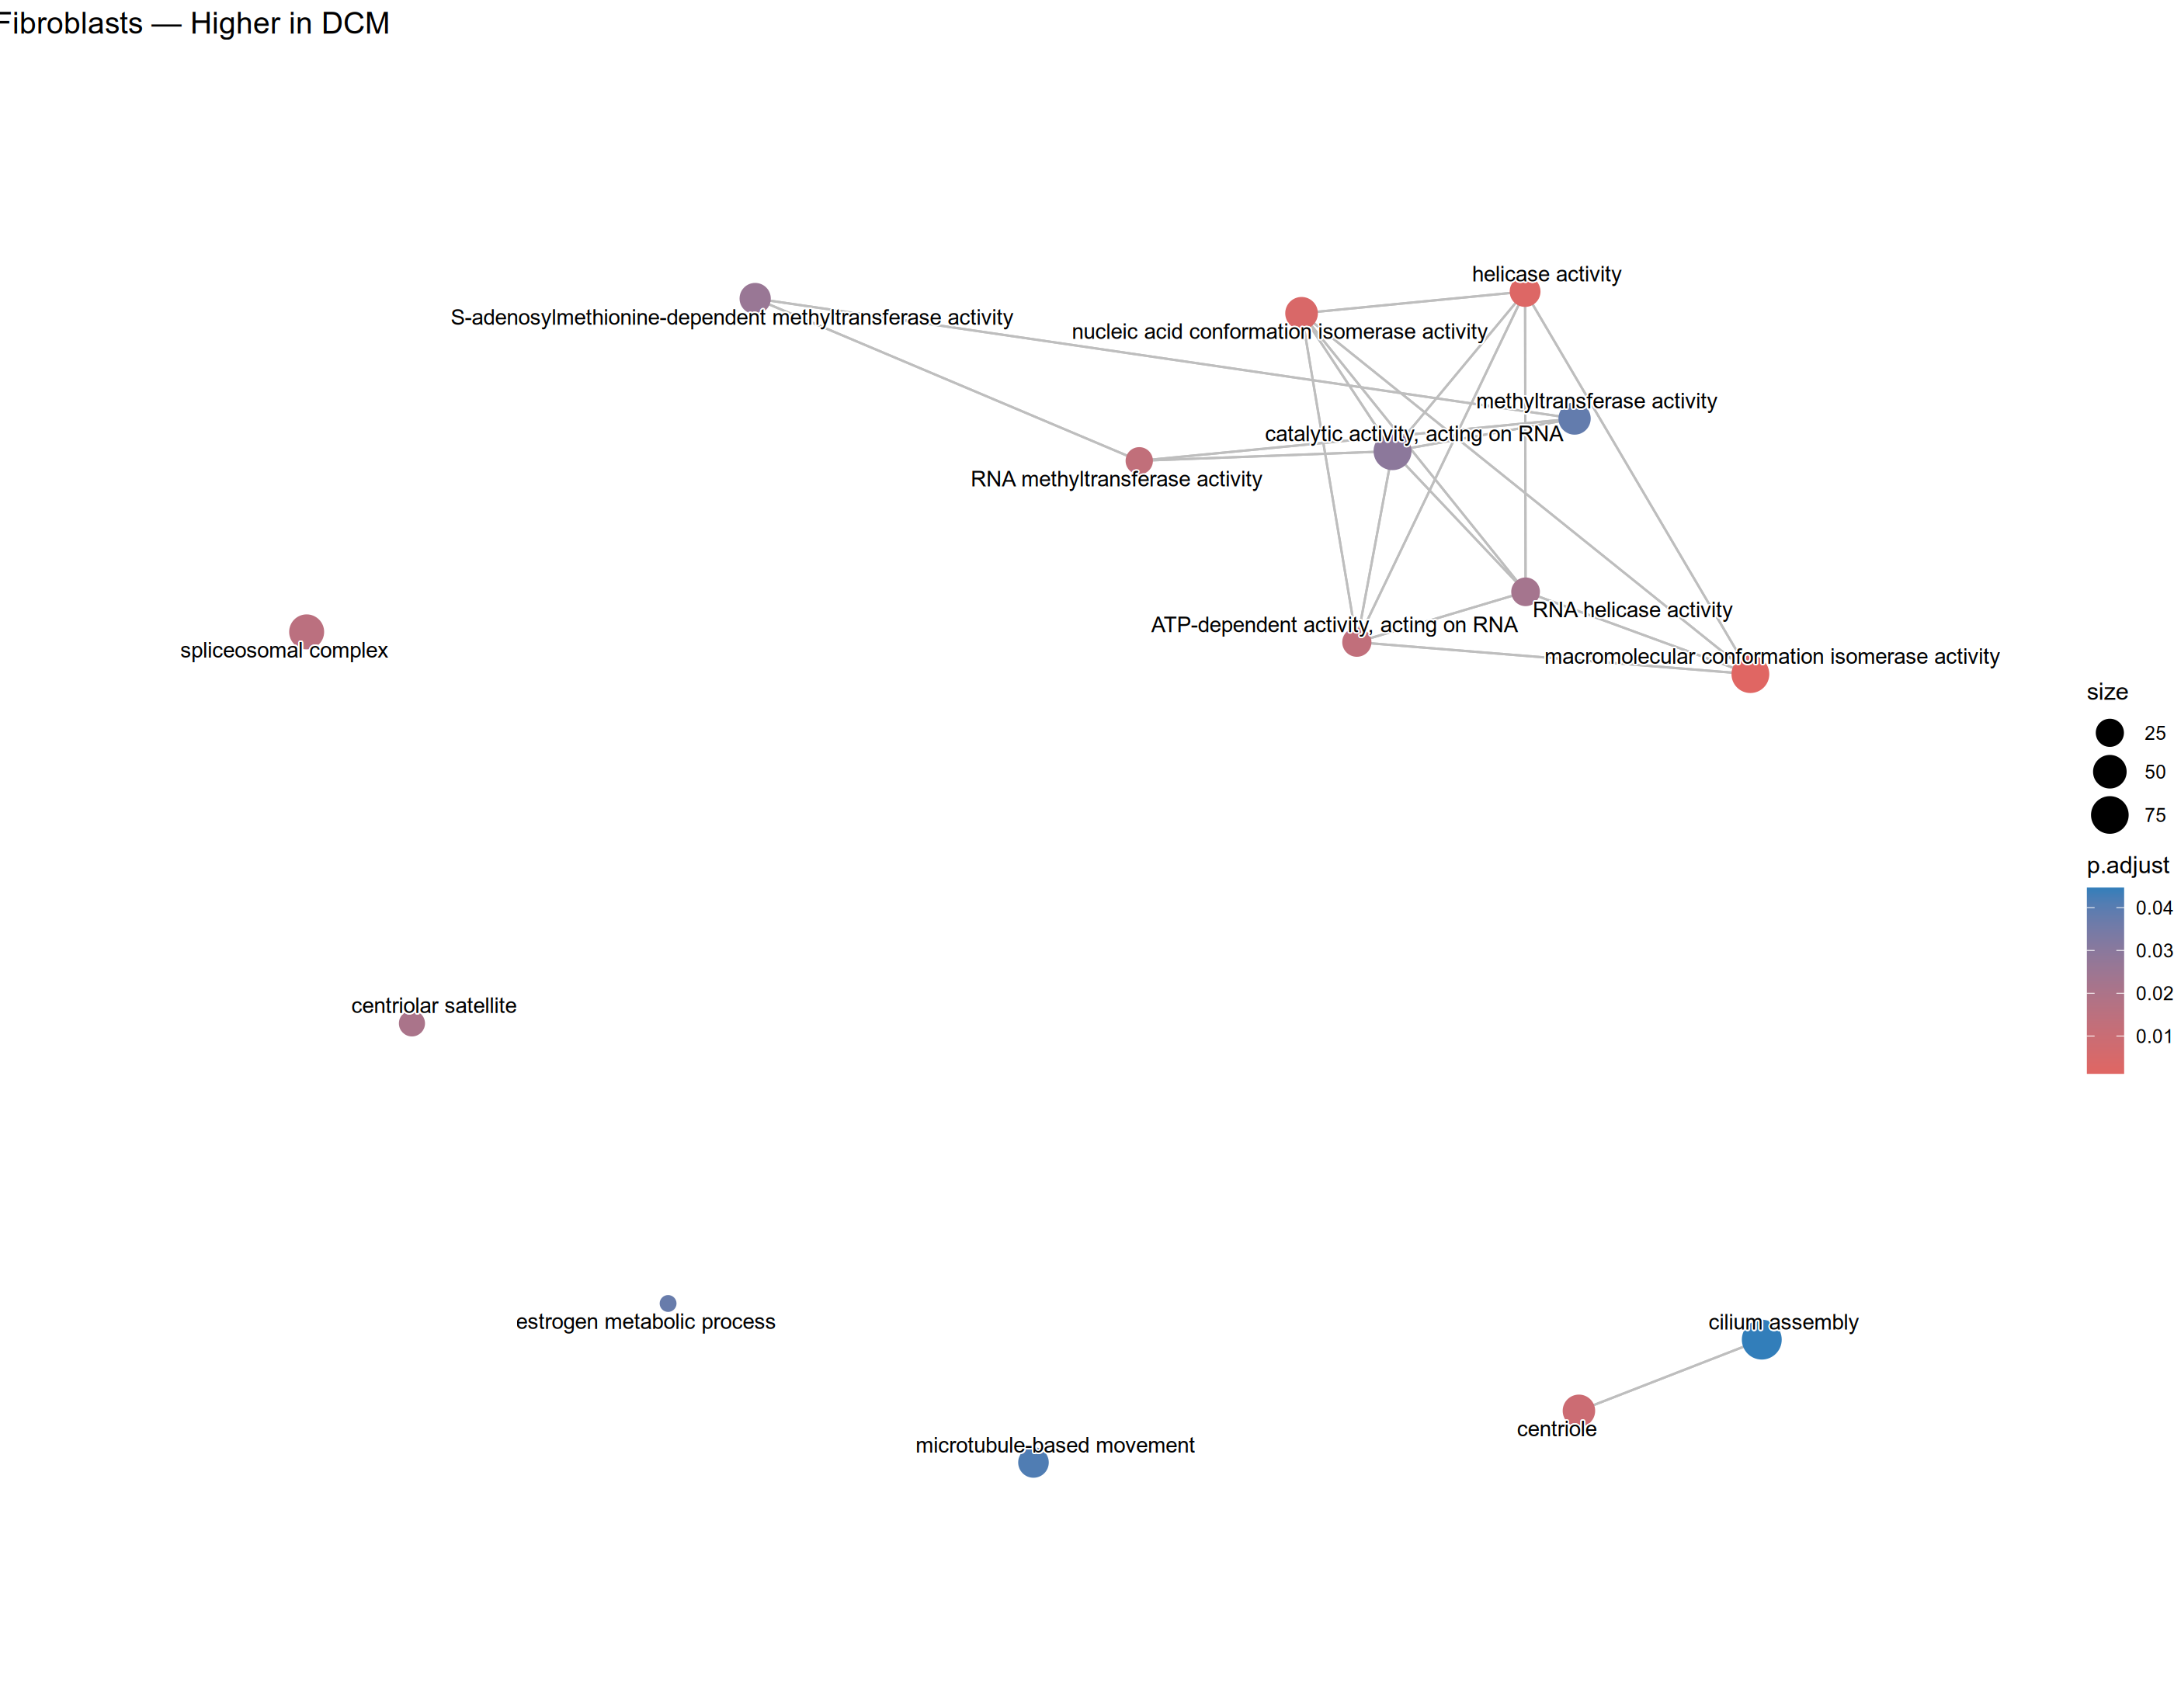 Fibroblasts — Higher in DCM
helicase activity
S-adenosylmethionine-dependent methyltransferase activity
nucleic acid conformation isomerase activity
methyltransferase activity
catalytic activity, acting on RNA
RNA methyltransferase activity
RNA helicase activity
ATP-dependent activity, acting on RNA
spliceosomal complex
macromolecular conformation isomerase activity
size
25
50
75
p.adjust
0.04
0.03
0.02
0.01
centriolar satellite
estrogen metabolic process
cilium assembly
centriole
microtubule-based movement